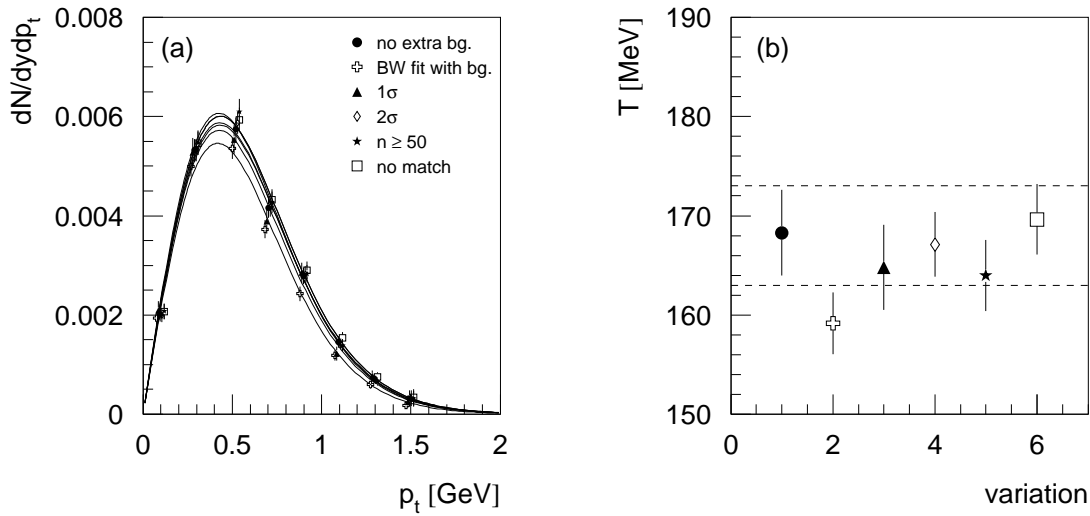 dN/dydp_t
0.008
0.006
0.004
0.002
0
(a)
no extra bg.
BW fit with bg.
1σ
2σ
n ≥ 50
no match
0 0.5 1 1.5 2
p_t [GeV]
T [MeV]
190
180
170
160
150
(b)
0 2 4 6
variation